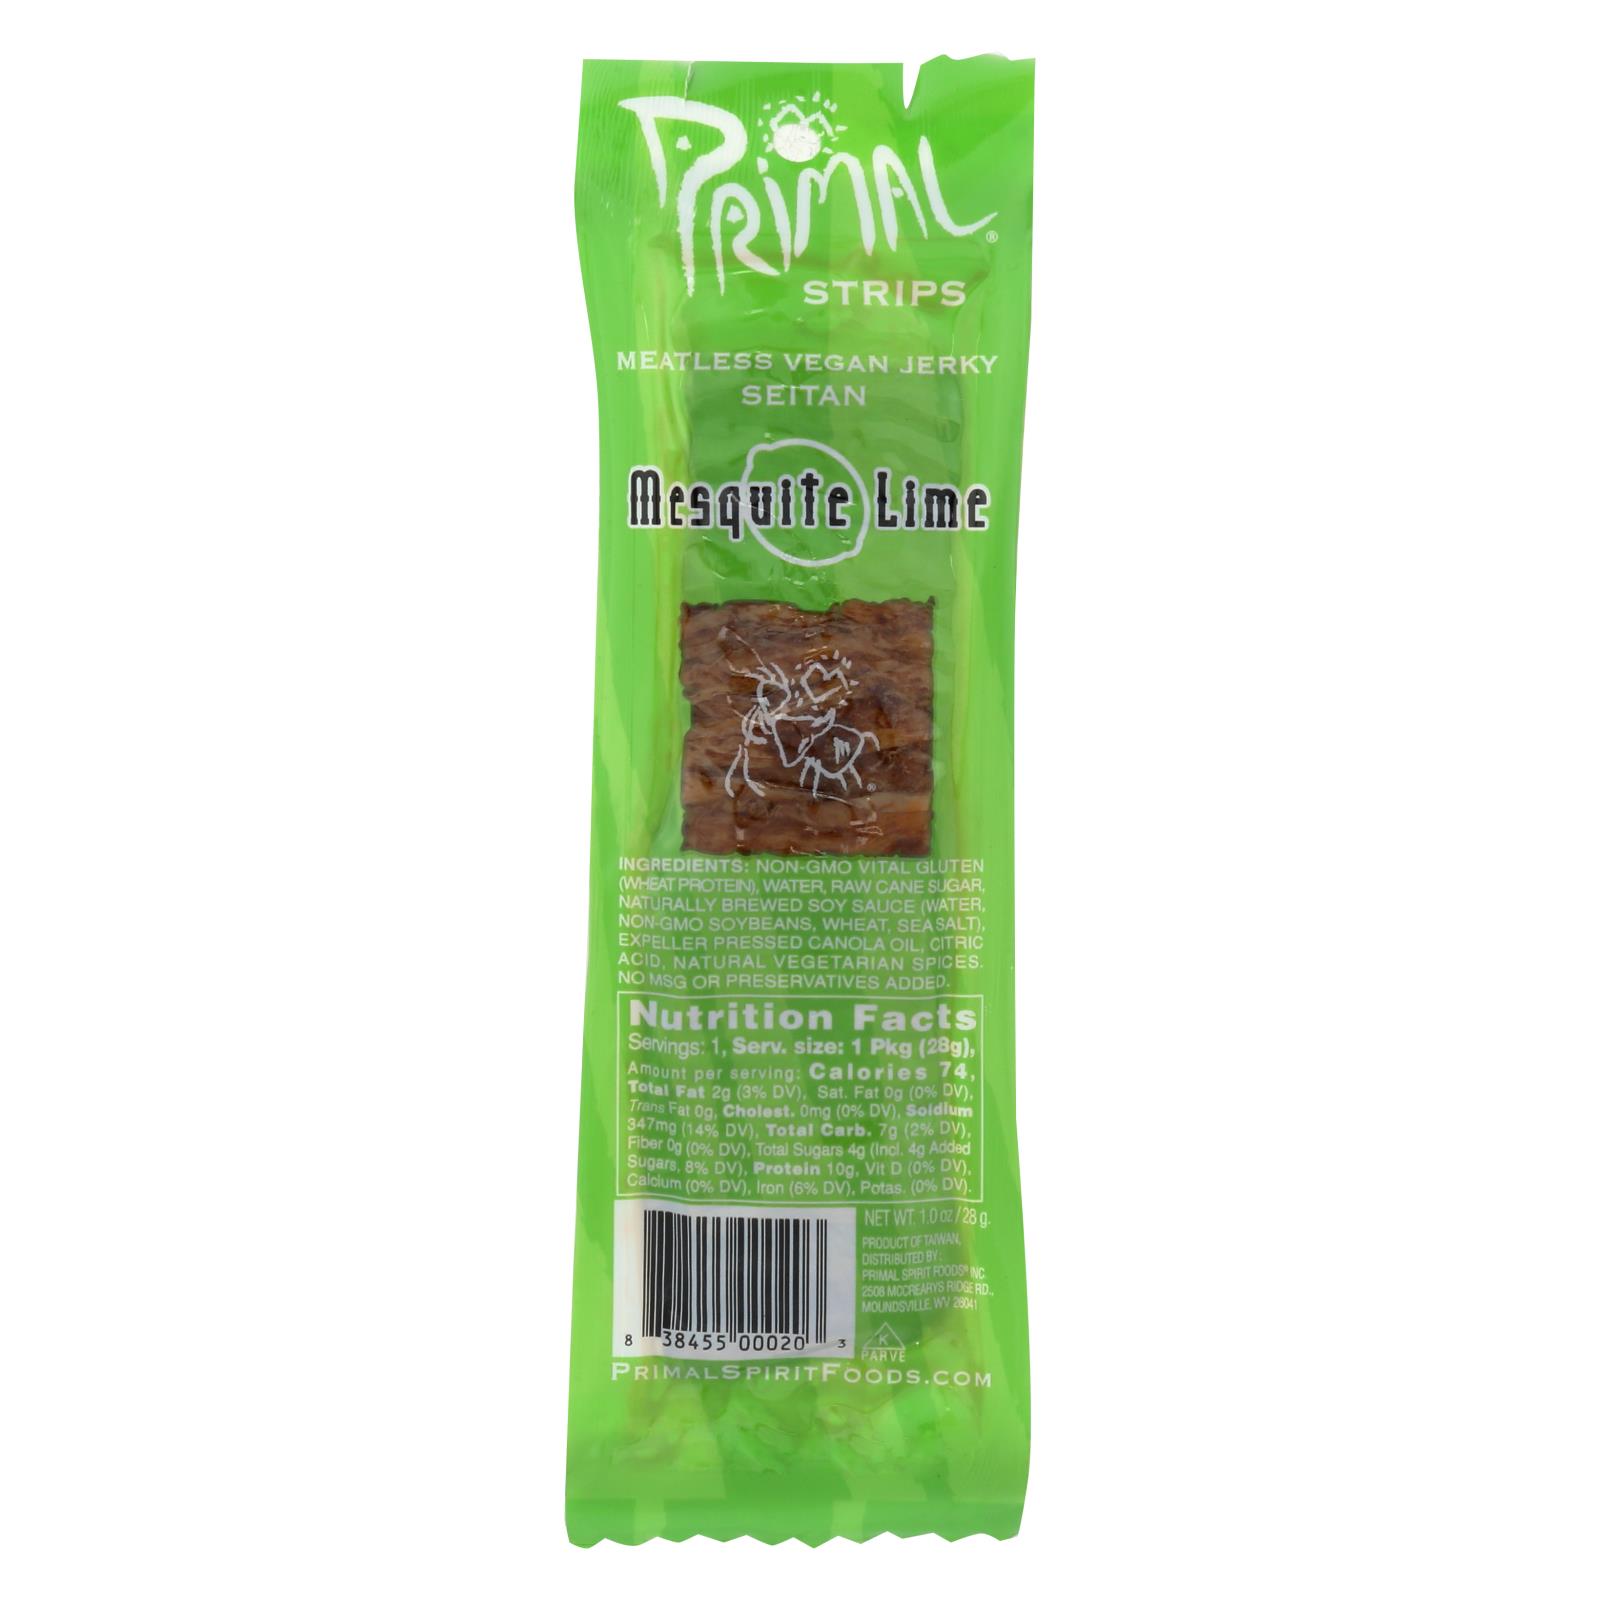 PRIMAL®
STRIPS
MEATLESS VEGAN JERKY
SEITAN
Mesquite Lime
®
INGREDIENTS: NON-GMO VITAL GLUTEN
(WHEAT PROTEIN), WATER, RAW CANE SUGAR,
NATURALLY BREWED SOY SAUCE (WATER,
NON-GMO SOYBEANS, WHEAT, SEA SALT),
EXPELLER PRESSED CANOLA OIL, CITRIC
ACID, NATURAL VEGETARIAN SPICES.
NO MSG OR PRESERVATIVES ADDED.
Nutrition Facts
Servings: 1, Serv. size: 1 Pkg (28g),
Amount per serving: Calories 74,
Total Fat 2g (3% DV), Sat. Fat 0g (0% DV),
Trans Fat 0g, Cholest. 0mg (0% DV), Soidium
347mg (14% DV), Total Carb. 7g (2% DV),
Fiber 0g (0% DV), Total Sugars 4g (Incl. 4g Added
Sugars, 8% DV), Protein 10g, Vit D (0% DV),
Calcium (0% DV), Iron (6% DV), Potas. (0% DV).
NET WT. 1.0 oz / 28 g.
PRODUCT OF TAIWAN,
DISTRIBUTED BY:
PRIMAL SPIRIT FOODS® INC.
2508 MCCREARYS RIDGE RD.,
MOUNDSVILLE, WV 26041
8 38455 00020 3
K
PARVE
PRIMALSPIRITFOODS.COM